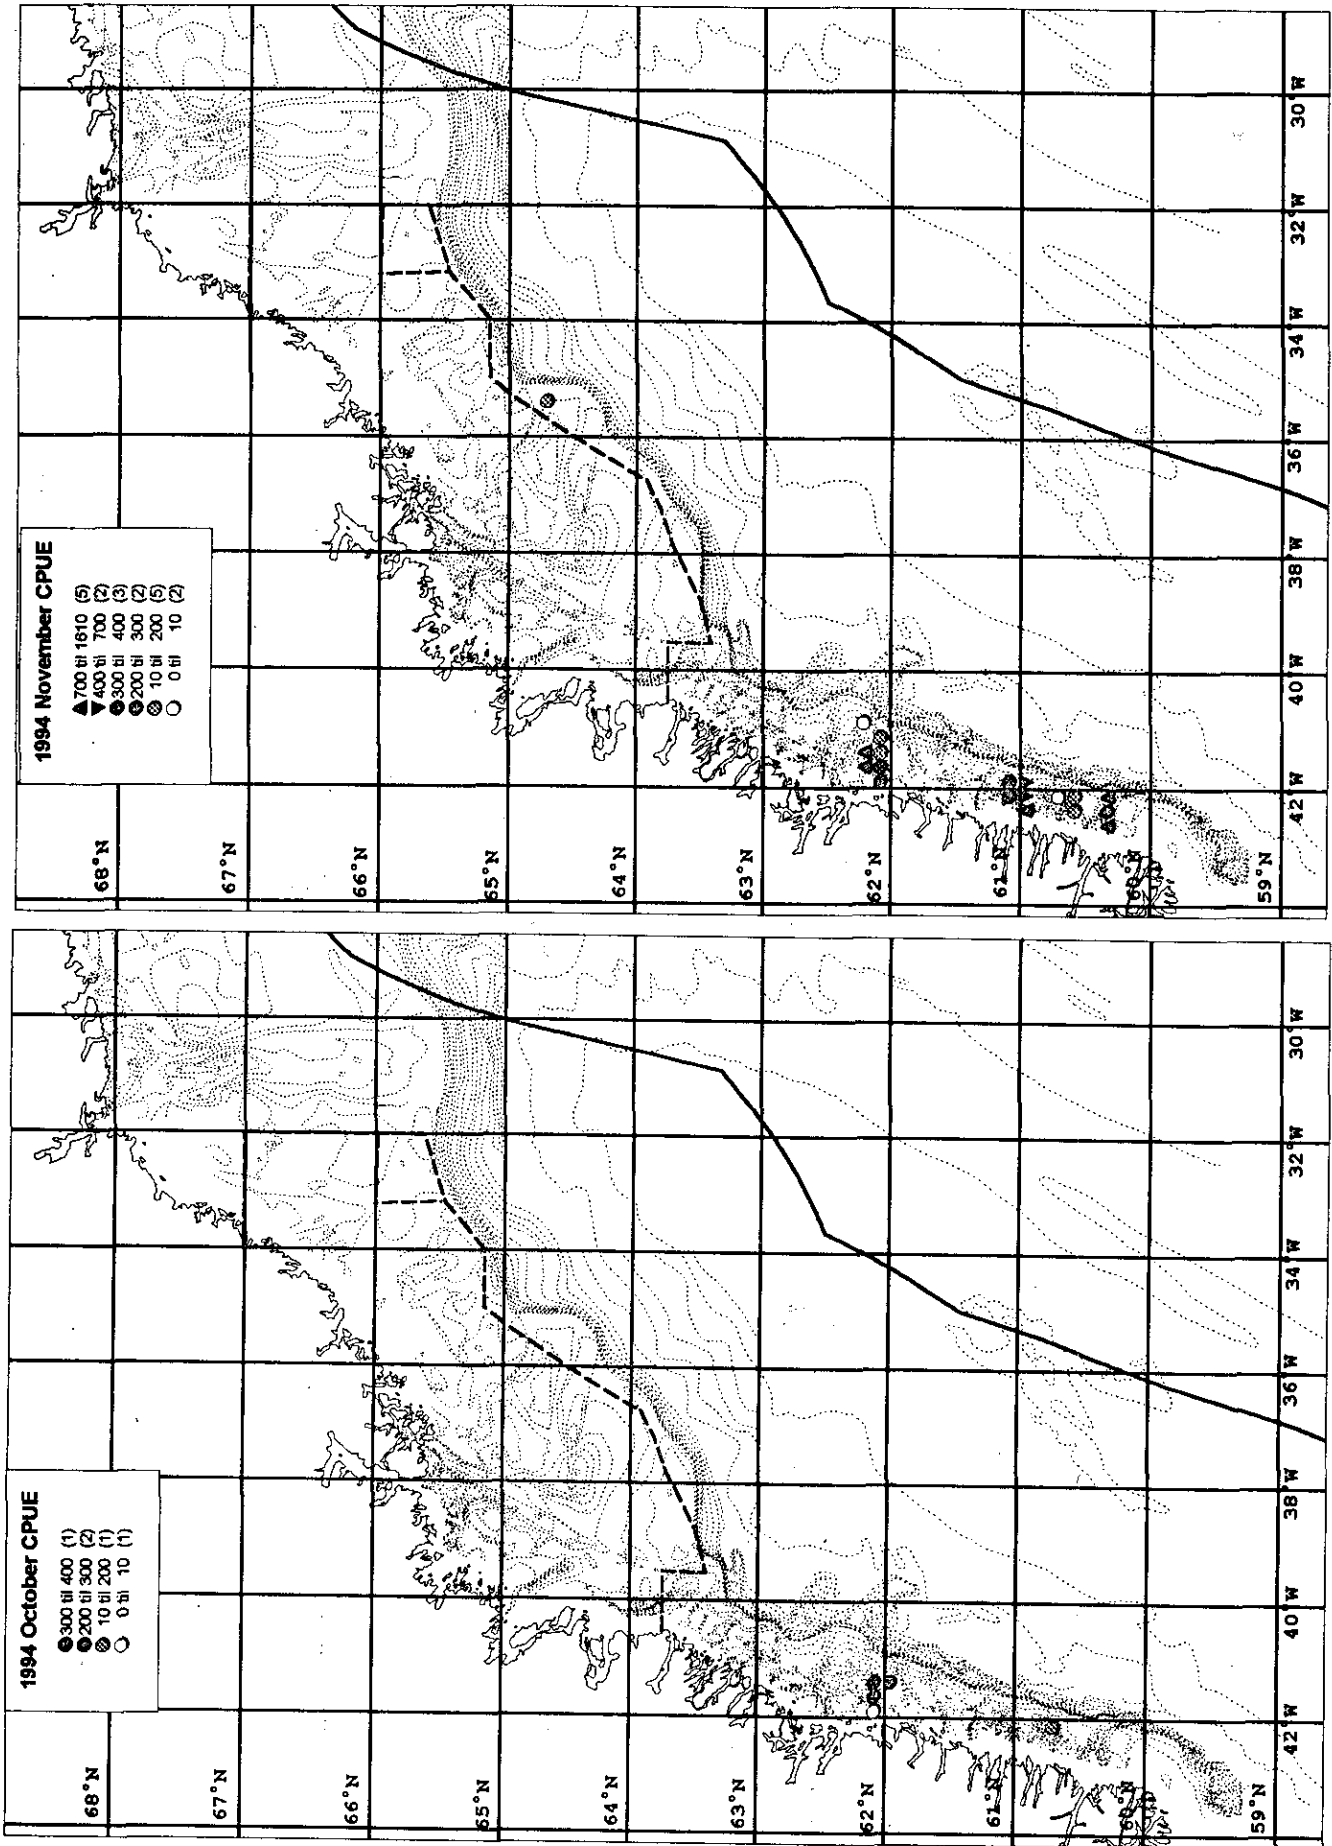 1994 November CPUE
700 til 1610 (5)
400 til 700 (2)
300 til 400 (3)
200 til 300 (2)
10 til 200 (5)
0 til 10 (2)
68°N
67°N
66°N
65°N
64°N
63°N
62°N
61°N
60°N
59°N
30°W
32°W
34°W
36°W
38°W
40°W
42°W
1994 October CPUE
300 til 400 (1)
200 til 300 (2)
10 til 200 (1)
0 til 10 (1)
68°N
67°N
66°N
65°N
64°N
63°N
62°N
61°N
60°N
59°N
30°W
32°W
34°W
36°W
38°W
40°W
42°W